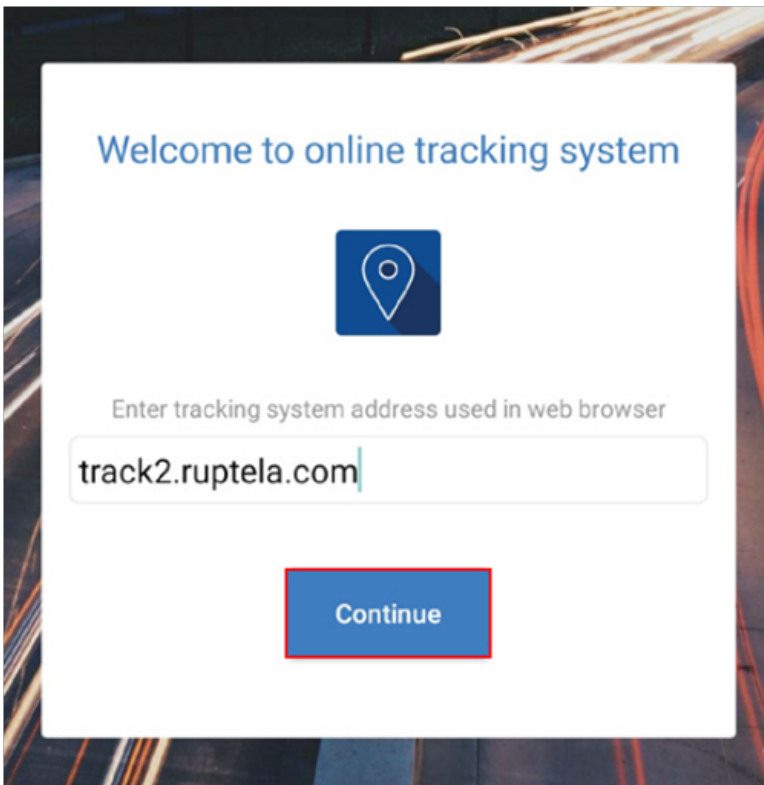 Welcome to online tracking system
Enter tracking system address used in web browser
track2.ruptela.com
Continue